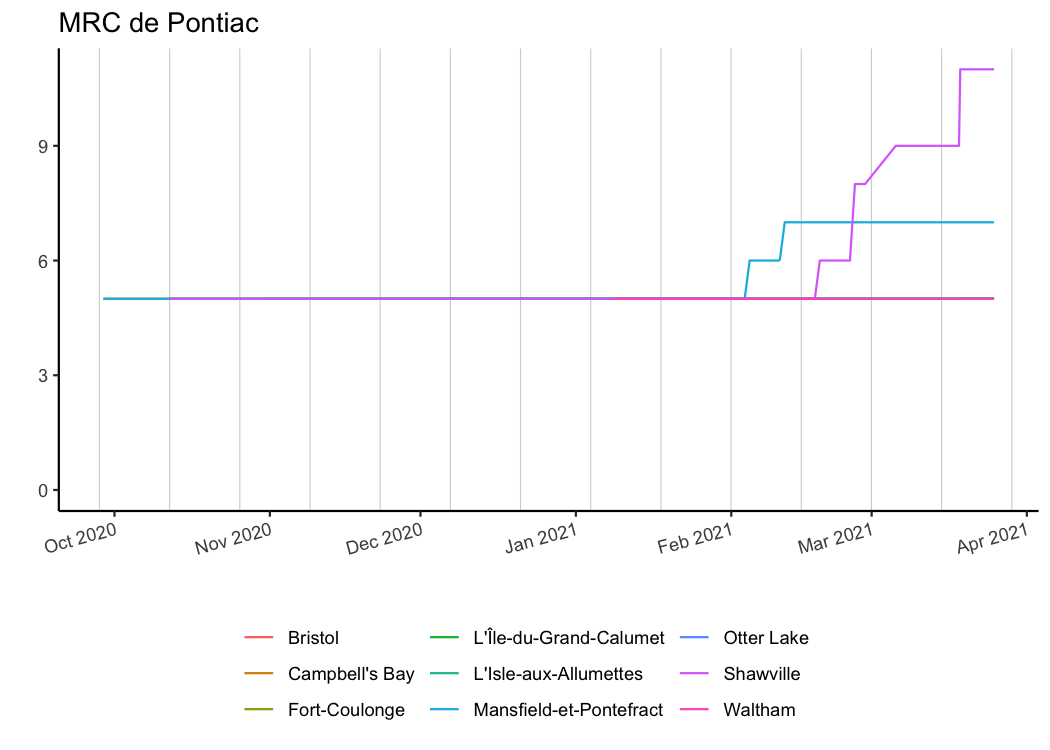 MRC de Pontiac
9
6
3
0
Oct 2020
Nov 2020
Dec 2020
Jan 2021
Feb 2021
Mar 2021
Apr 2021
Bristol
L'Île-du-Grand-Calumet
Otter Lake
Campbell's Bay
L'Isle-aux-Allumettes
Shawville
Fort-Coulonge
Mansfield-et-Pontefract
Waltham